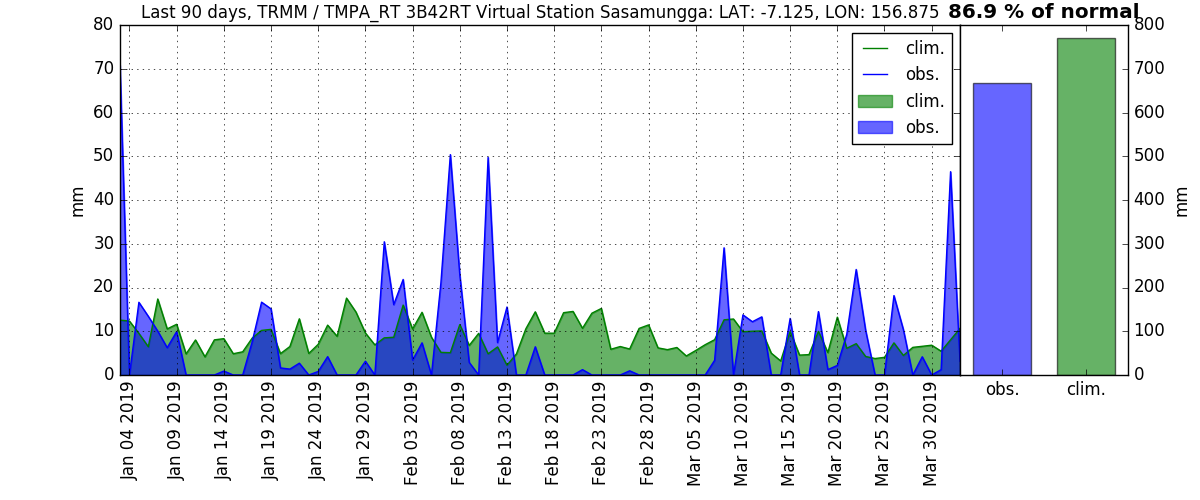 Last 90 days, TRMM / TMPA_RT 3B42RT Virtual Station Sasamungga: LAT: -7.125, LON: 156.875 86.9 % of normal
80
70
60
50
40
30
20
10
0
mm
clim.
obs.
clim.
obs.
800
700
600
500
400
300
200
100
0
mm
Jan 04 2019
Jan 09 2019
Jan 14 2019
Jan 19 2019
Jan 24 2019
Jan 29 2019
Feb 03 2019
Feb 08 2019
Feb 13 2019
Feb 18 2019
Feb 23 2019
Feb 28 2019
Mar 05 2019
Mar 10 2019
Mar 15 2019
Mar 20 2019
Mar 25 2019
Mar 30 2019
obs. clim.